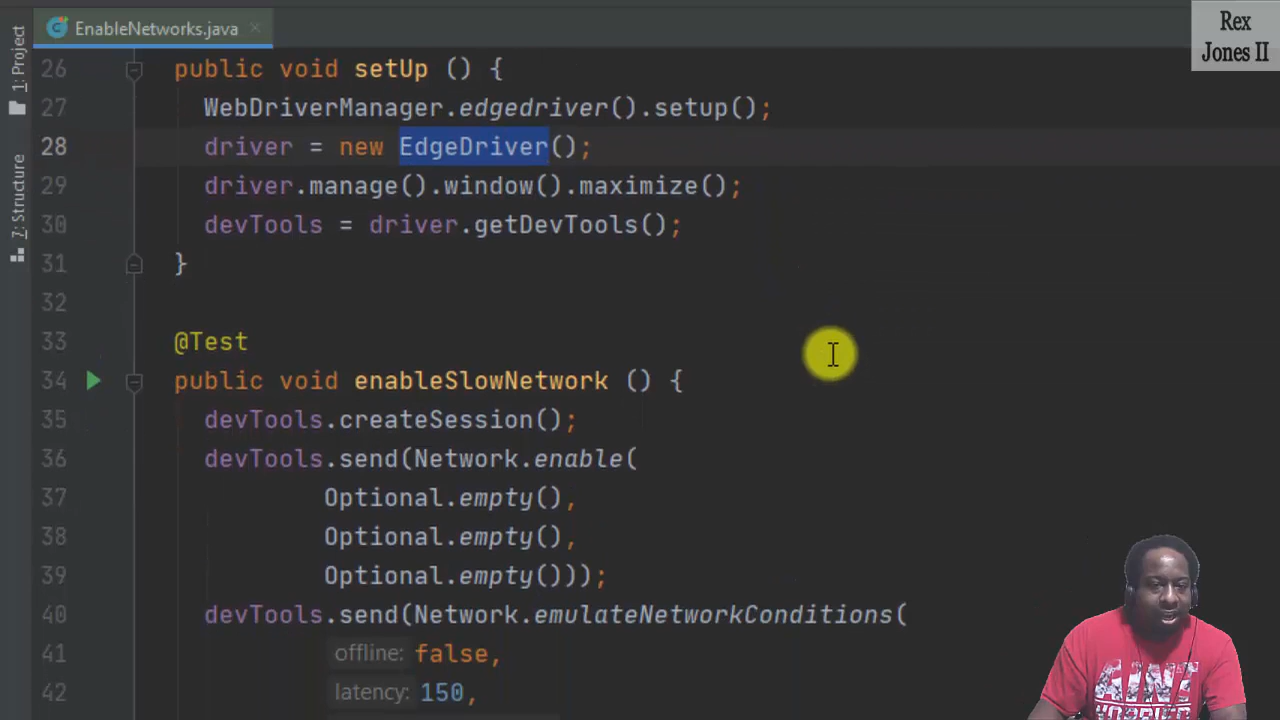 EnableNetworks.java
Rex
Jones II
1: Project
7: Structure
26 public void setUp () {
27 WebDriverManager.edgedriver().setup();
28 driver = new EdgeDriver();
29 driver.manage().window().maximize();
30 devTools = driver.getDevTools();
31 }
32
33 @Test
34 public void enableSlowNetwork () {
35 devTools.createSession();
36 devTools.send(Network.enable(
37 Optional.empty(),
38 Optional.empty(),
39 Optional.empty()));
40 devTools.send(Network.emulateNetworkConditions(
41 offline: false,
42 latency: 150,